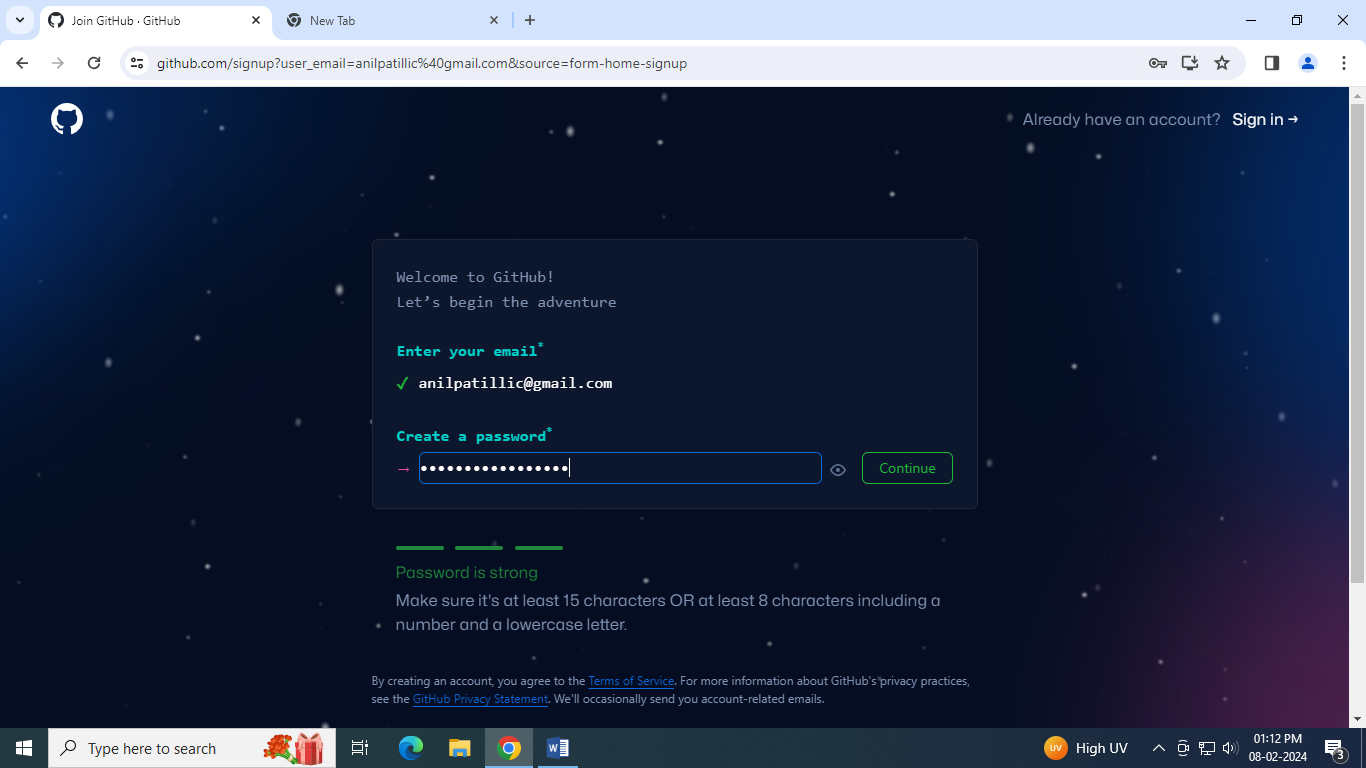 Join GitHub · GitHub
New Tab
github.com/signup?user_email=anilpatillic%40gmail.com&source=form-home-signup
Already have an account? Sign in →
Welcome to GitHub!
Let’s begin the adventure
Enter your email*
✓ anilpatillic@gmail.com
Create a password*
→ •••••••••••••••••
Continue
Password is strong
Make sure it's at least 15 characters OR at least 8 characters including a
number and a lowercase letter.
By creating an account, you agree to the Terms of Service. For more information about GitHub's privacy practices,
see the GitHub Privacy Statement. We'll occasionally send you account-related emails.
Type here to search
UV High UV
01:12 PM
08-02-2024
3